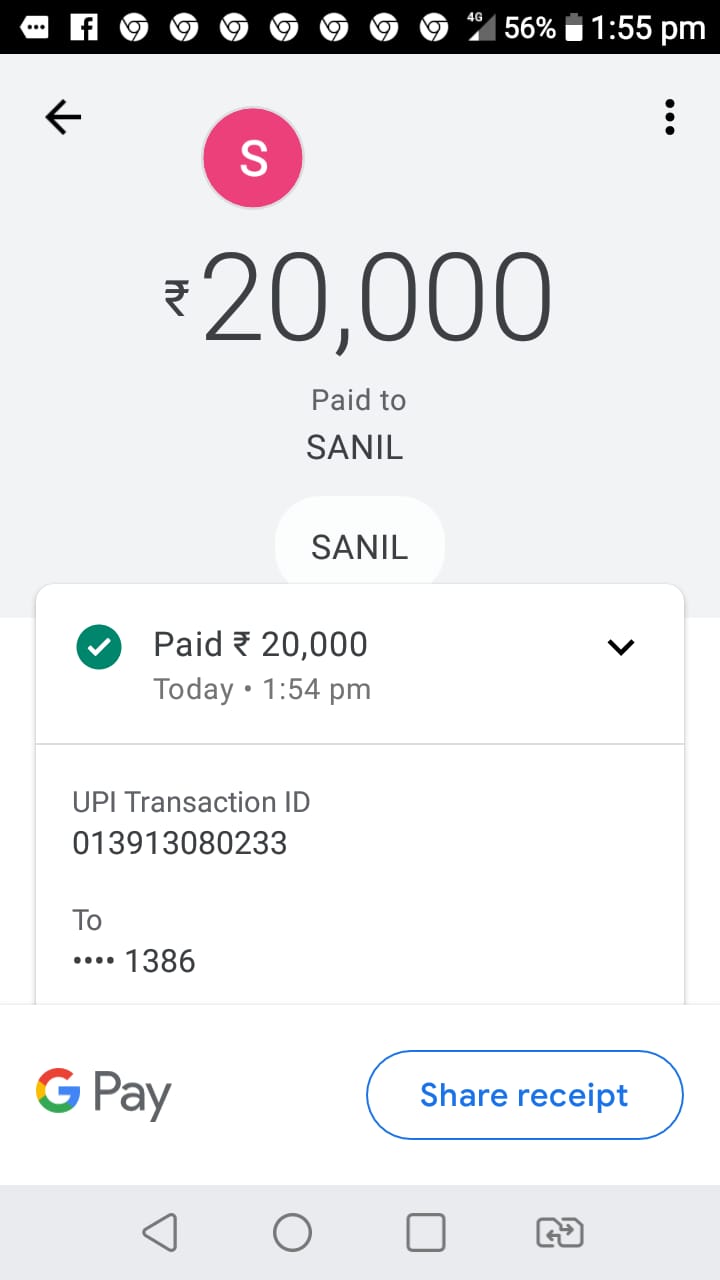 4G 56% 1:55 pm
S
₹20,000
Paid to
SANIL
SANIL
Paid ₹ 20,000
Today • 1:54 pm
UPI Transaction ID
013913080233
To
•••• 1386
G Pay
Share receipt